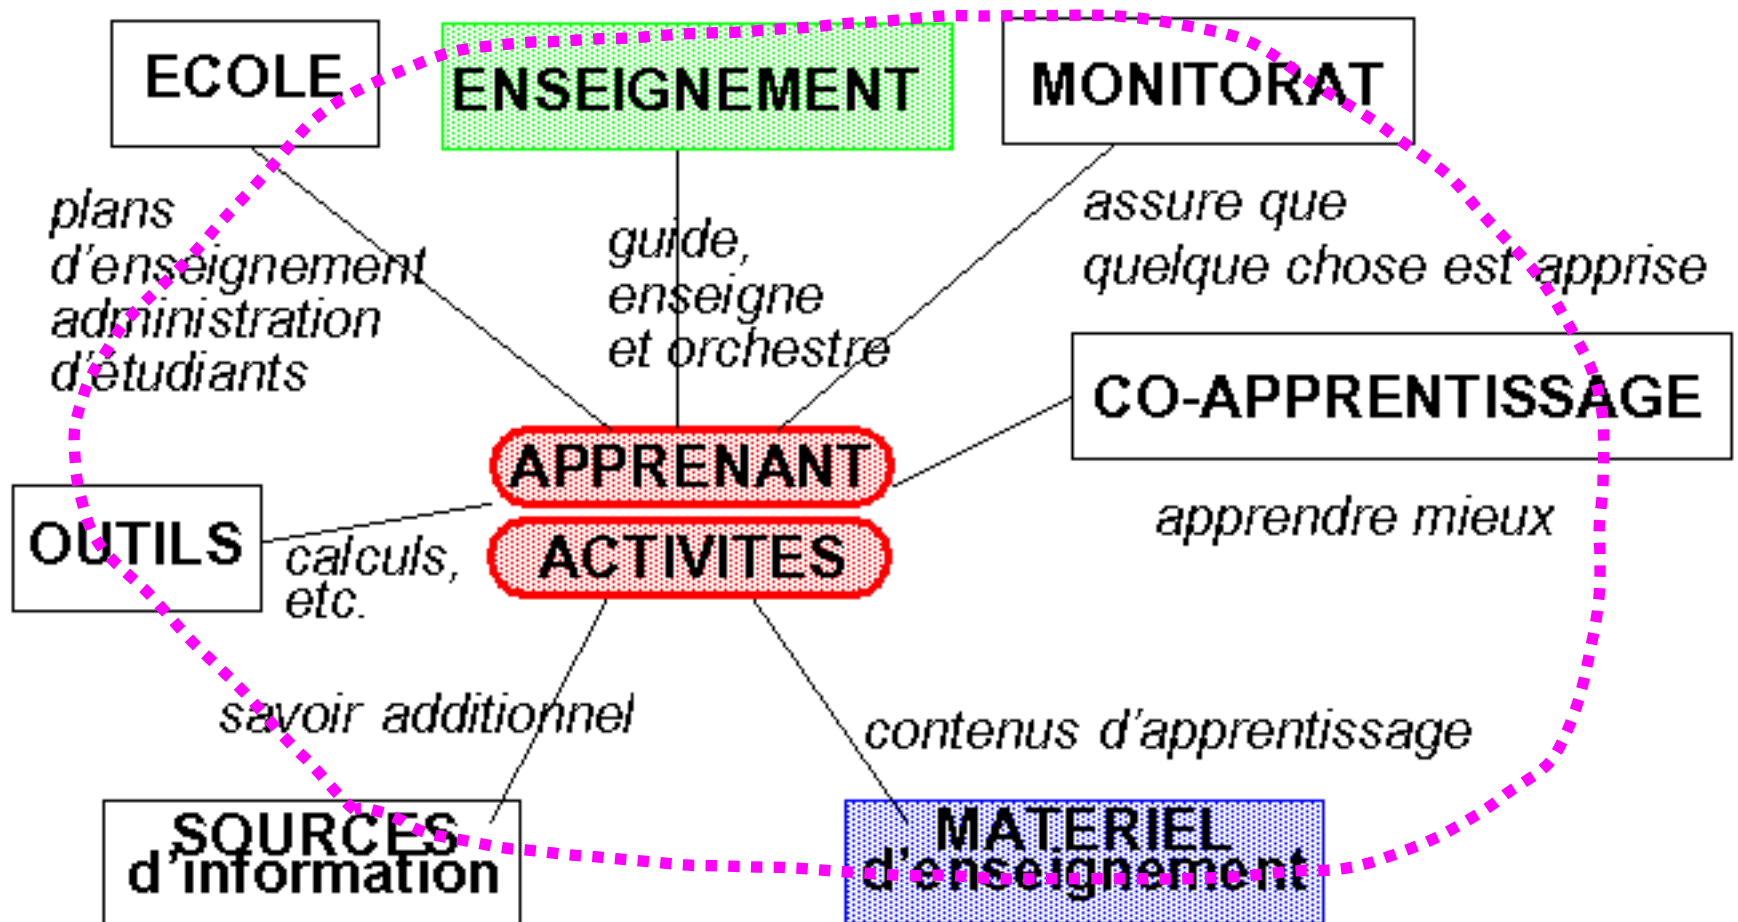 ECOLE
ENSEIGNEMENT
MONITORAT
plans
d'enseignement
administration
d'étudiants
guide,
enseigne
et orchestre
assure que
quelque chose est apprise
CO-APPRENTISSAGE
apprendre mieux
APPRENANT
ACTIVITES
OUTILS
calculs,
etc.
savoir additionnel
contenus d'apprentissage
SOURCES
d'information
MATERIEL
d'enseignement